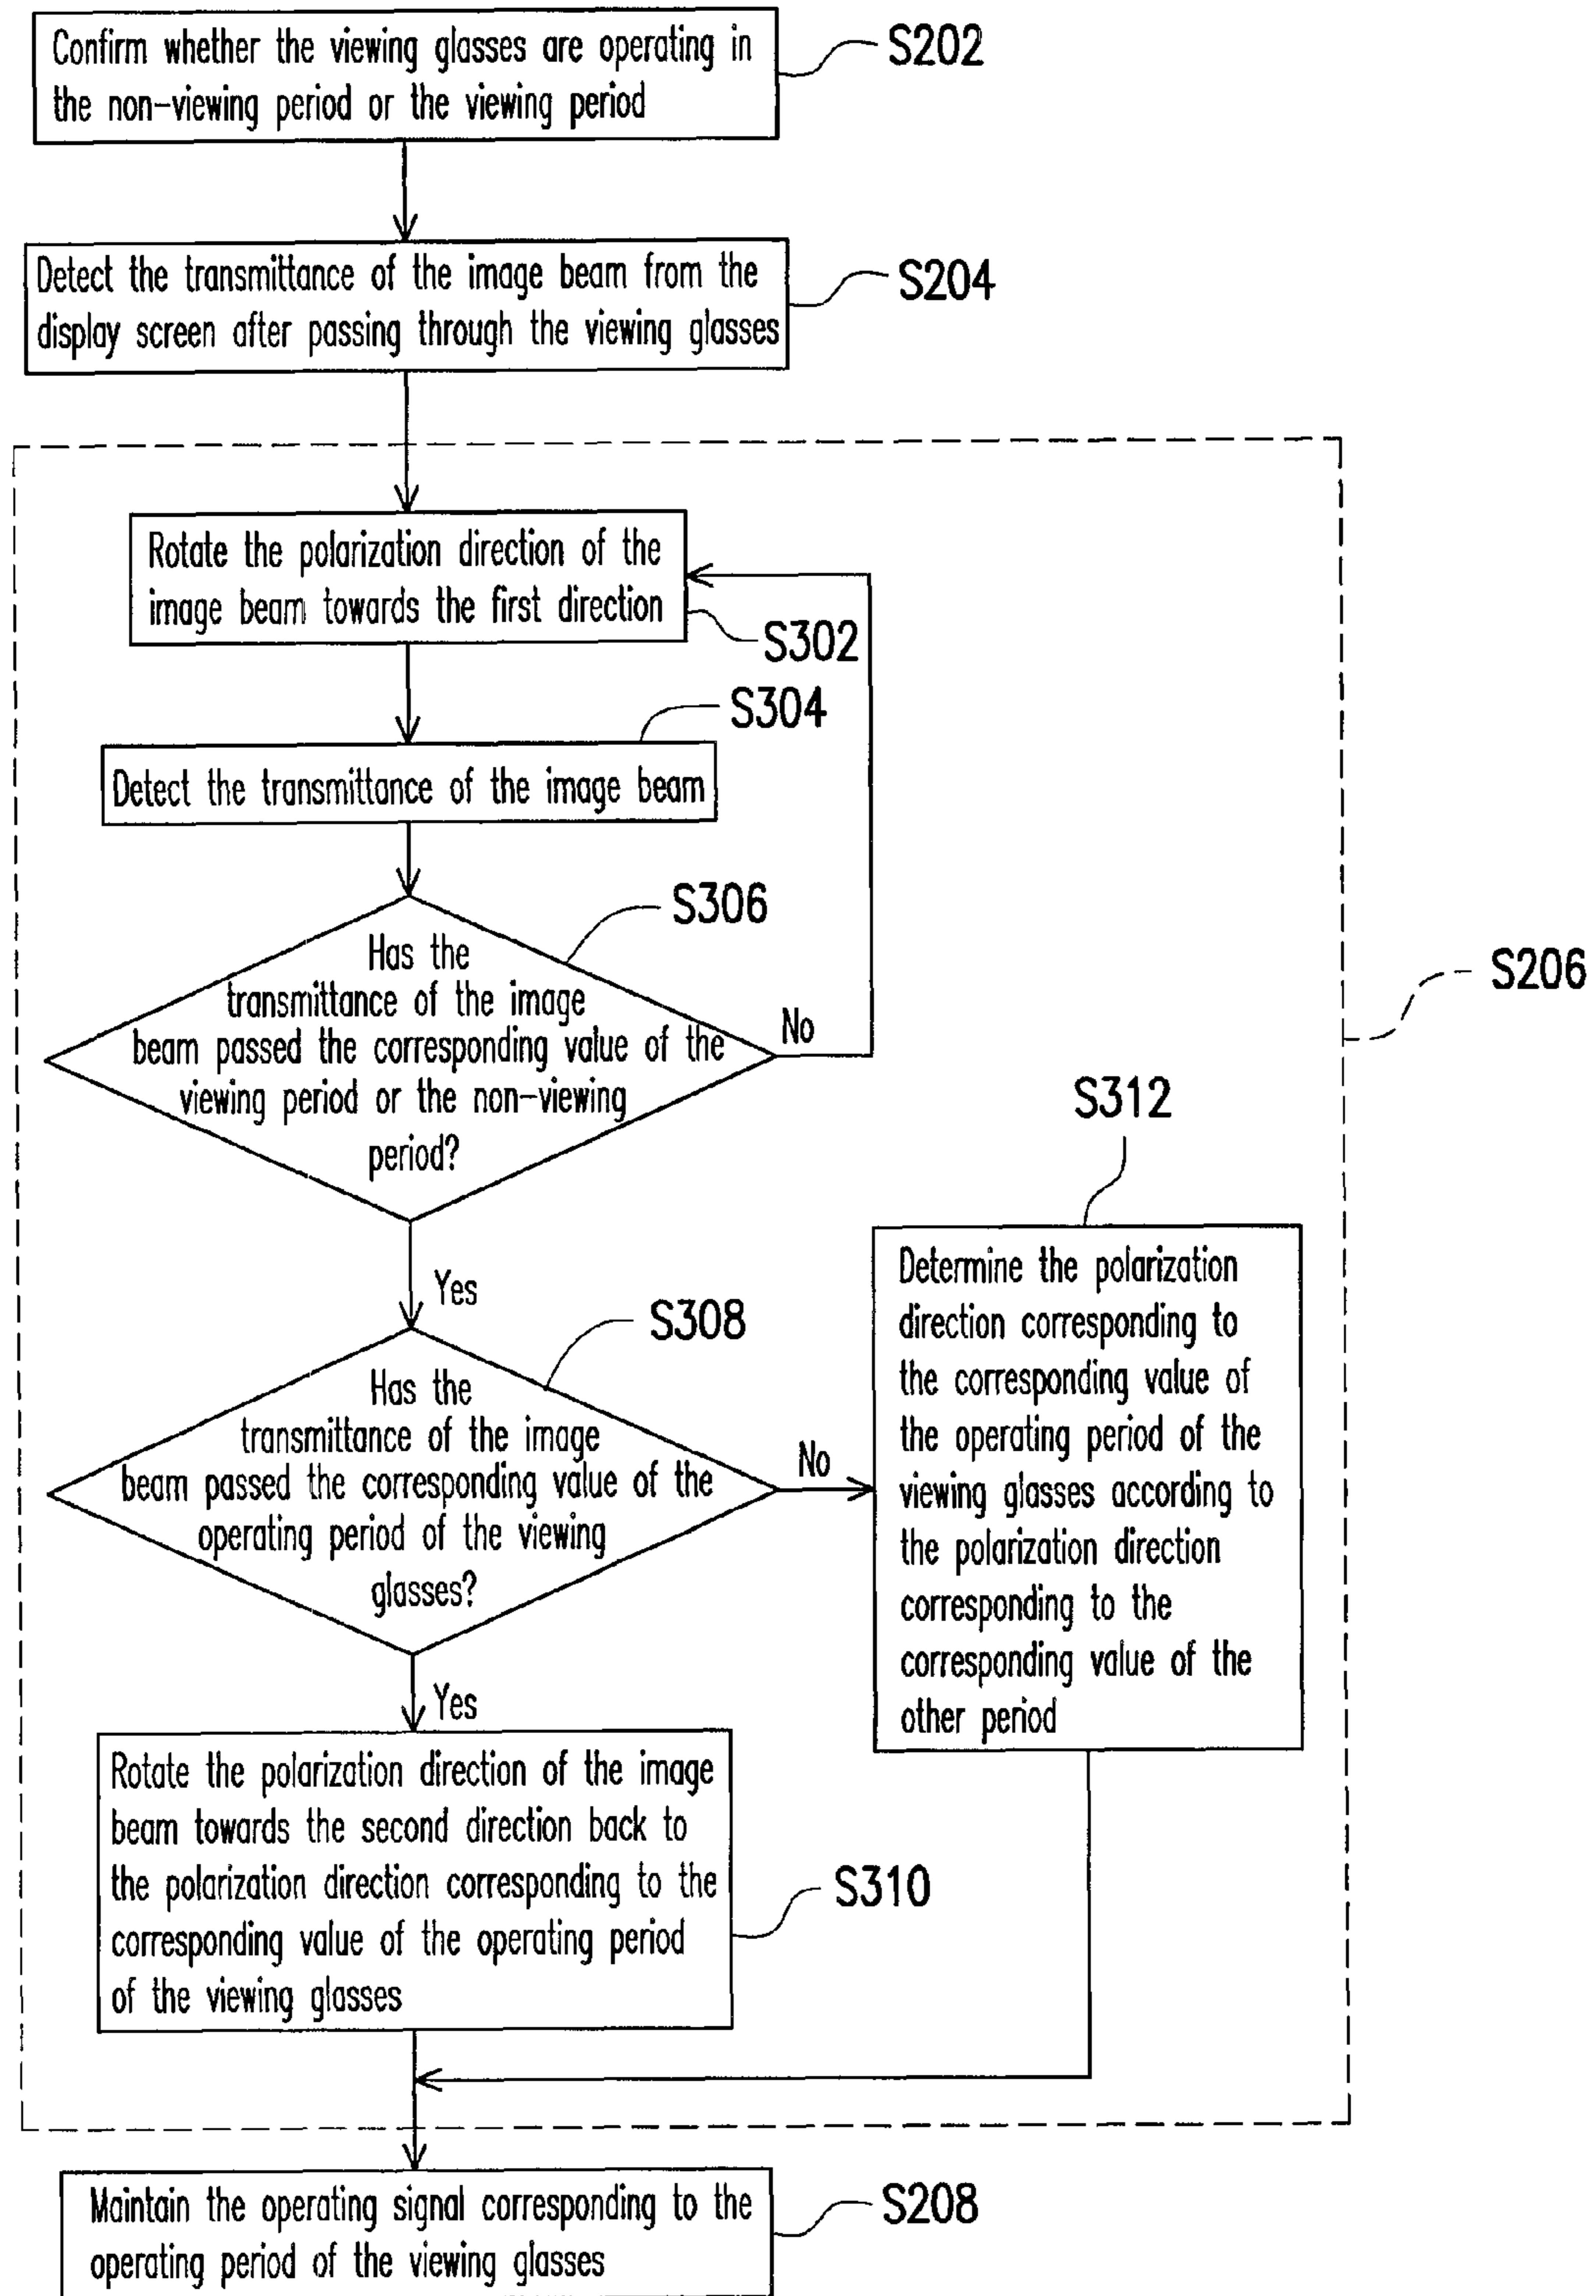 Confirm whether the viewing glasses are operating in
the non-viewing period or the viewing period
S202
Detect the transmittance of the image beam from the
display screen after passing through the viewing glasses
S204
Rotate the polarization direction of the
image beam towards the first direction
S302
S304
Detect the transmittance of the image beam
S306
Has the
transmittance of the image
beam passed the corresponding value of the
viewing period or the non-viewing
period?
No
S206
Yes
S308
Has the
transmittance of the image
beam passed the corresponding value of the
operating period of the viewing
glasses?
No
S312
Determine the polarization
direction corresponding to
the corresponding value of
the operating period of the
viewing glasses according to
the polarization direction
corresponding to the
corresponding value of the
other period
Yes
Rotate the polarization direction of the image
beam towards the second direction back to
the polarization direction corresponding to the
corresponding value of the operating period
of the viewing glasses
S310
Maintain the operating signal corresponding to the
operating period of the viewing glasses
S208